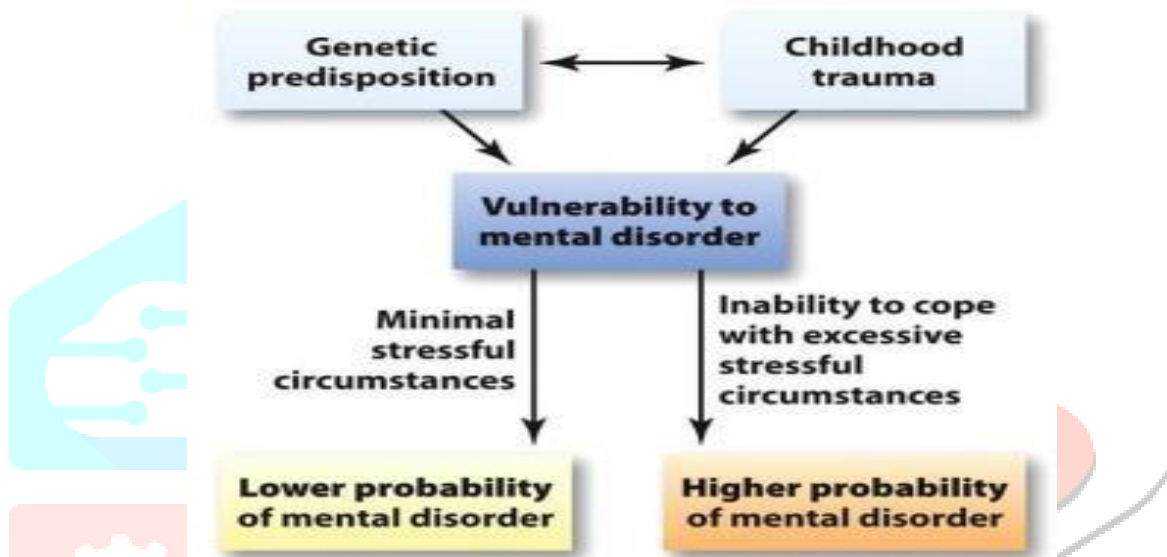 Genetic
predisposition
Childhood
trauma
Vulnerability to
mental disorder
Minimal
stressful
circumstances
Inability to cope
with excessive
stressful
circumstances
Lower probability
of mental disorder
Higher probability
of mental disorder